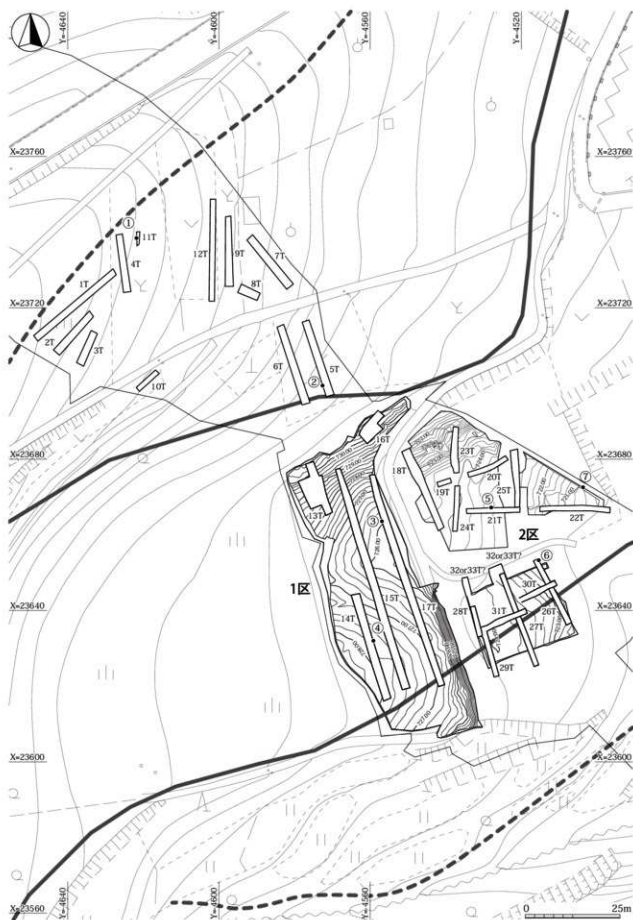 Y=-4640
Y=-4600
Y=-4560
Y=-4520
X=23760
X=23760
①
11T
4T
12T
9T
7T
8T
1T
X=23720
X=23720
2T
3T
10T
6T
5T
②
16T
X=23680
X=23680
18T
23T
20T
19T
25T
⑦
13T
⑤
24T
21T
22T
③
2区
32or33T?
⑥
32or33T?
1区
30T
X=23640
X=23640
15T
17T
28T
31T
26T
14T
27T
④
29T
727.00
X=23600
X=23600
X=23560
Y=-4640
Y=-4600
Y=-4560
0
25m